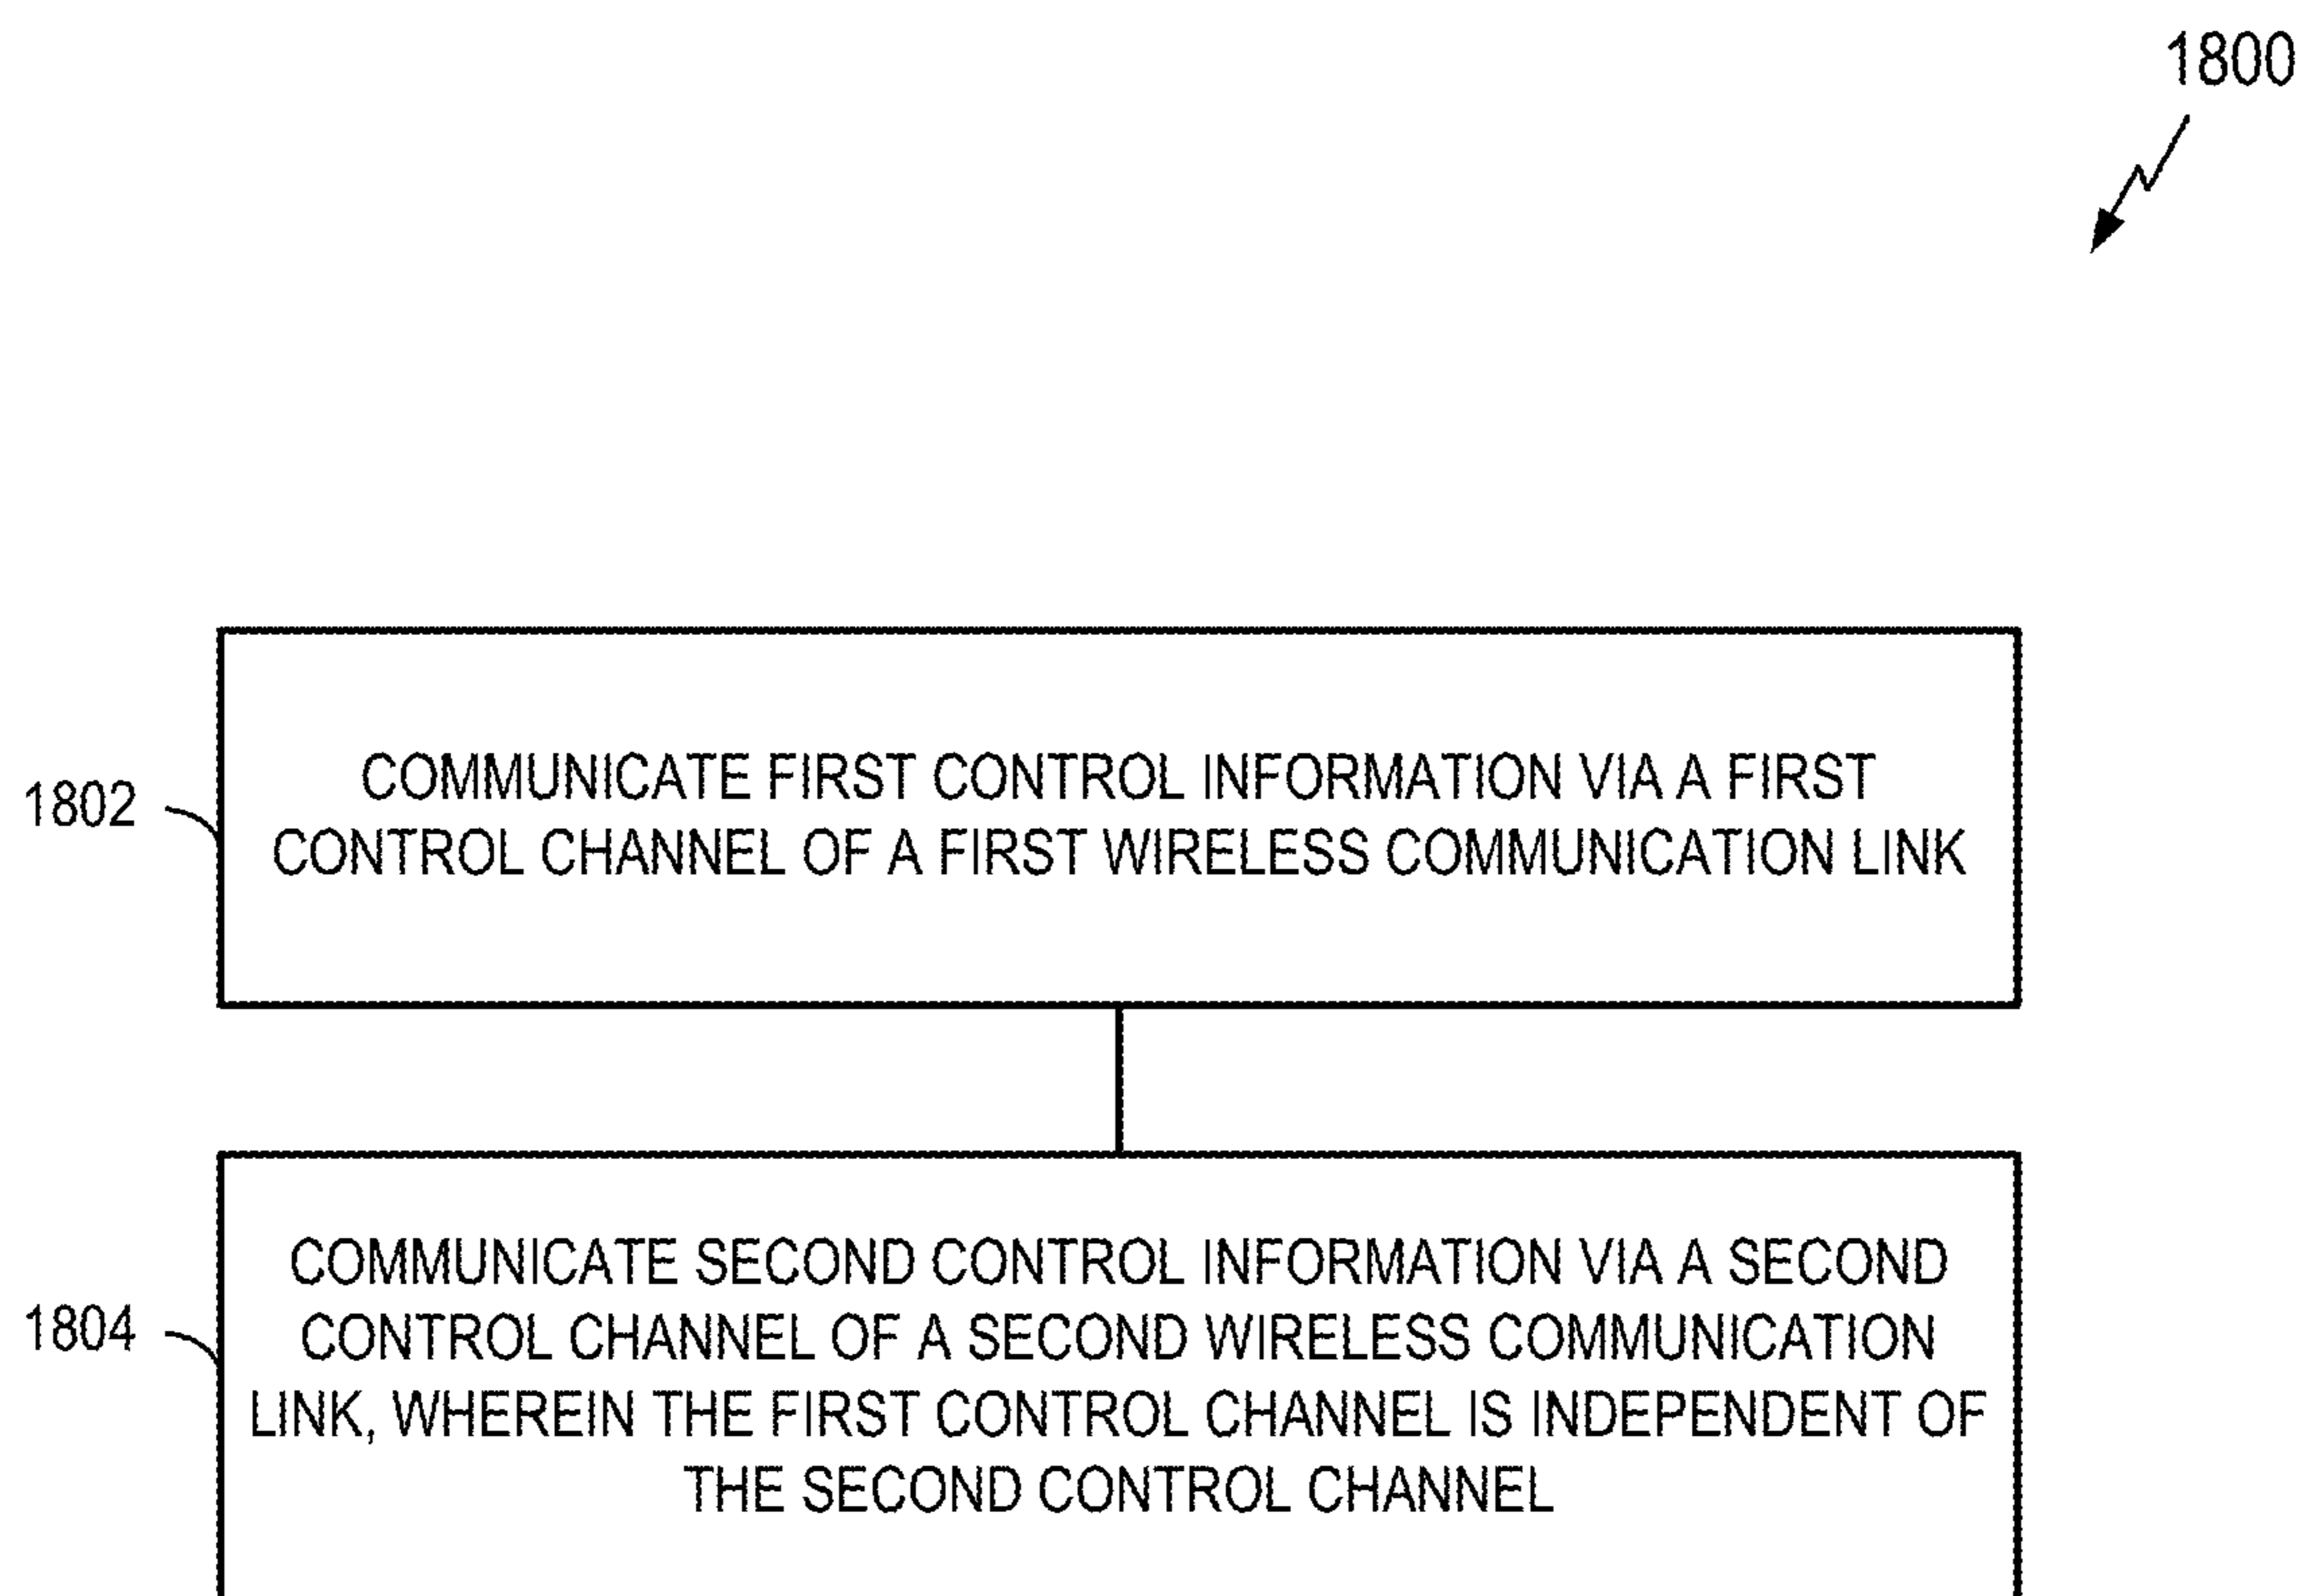 1800
1802
COMMUNICATE FIRST CONTROL INFORMATION VIA A FIRST
CONTROL CHANNEL OF A FIRST WIRELESS COMMUNICATION LINK
1804
COMMUNICATE SECOND CONTROL INFORMATION VIA A SECOND
CONTROL CHANNEL OF A SECOND WIRELESS COMMUNICATION
LINK, WHEREIN THE FIRST CONTROL CHANNEL IS INDEPENDENT OF
THE SECOND CONTROL CHANNEL